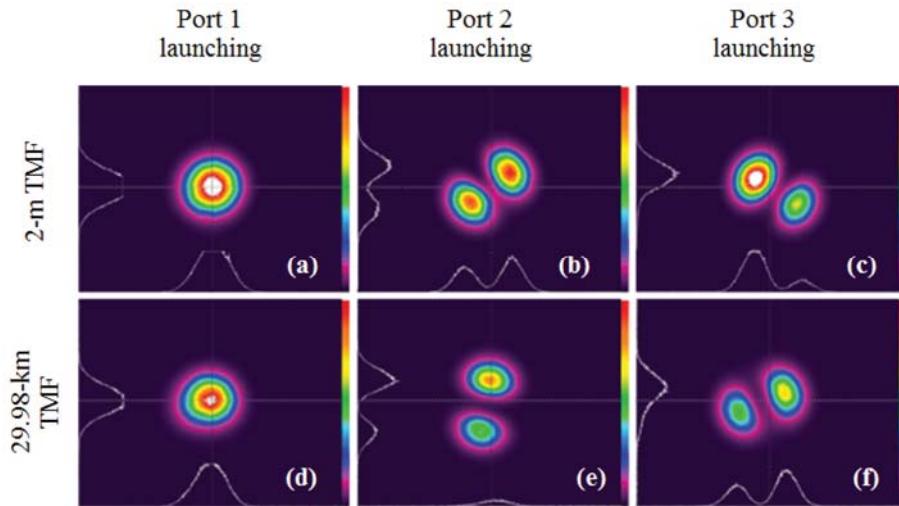 Port 1
launching
Port 2
launching
Port 3
launching
2-m TMF
(a)
(b)
(c)
29.98-km
TMF
(d)
(e)
(f)